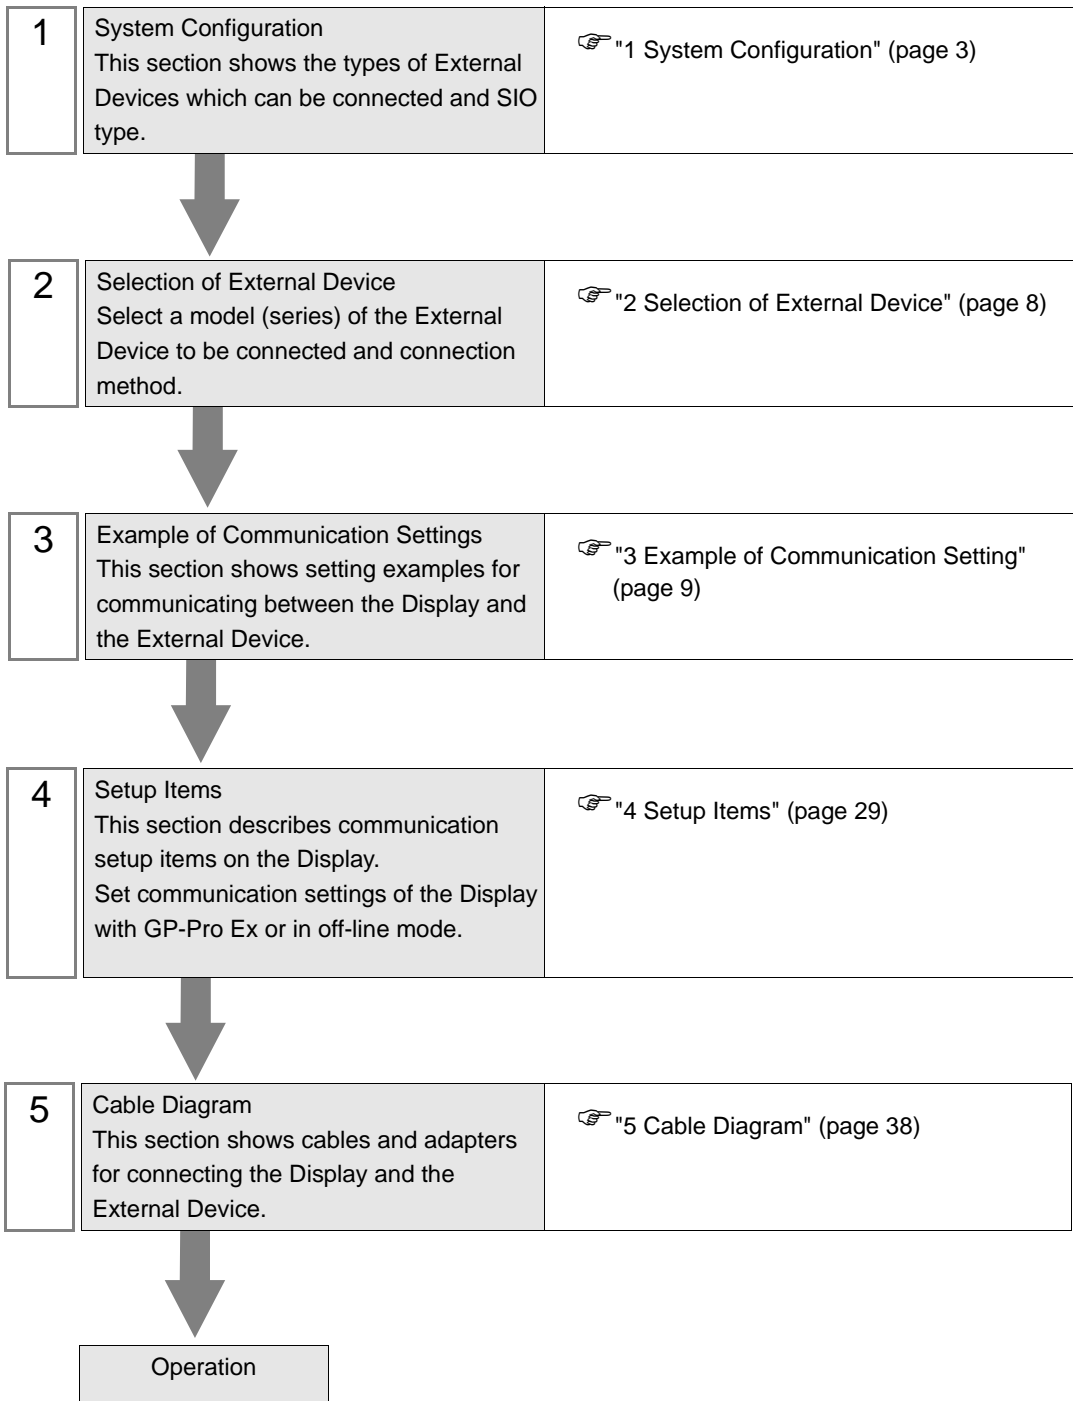 1
System Configuration
This section shows the types of External
Devices which can be connected and SIO
type.
"1 System Configuration" (page 3)
2
Selection of External Device
Select a model (series) of the External
Device to be connected and connection
method.
"2 Selection of External Device" (page 8)
3
Example of Communication Settings
This section shows setting examples for
communicating between the Display and
the External Device.
"3 Example of Communication Setting"
(page 9)
4
Setup Items
This section describes communication
setup items on the Display.
Set communication settings of the Display
with GP-Pro Ex or in off-line mode.
"4 Setup Items" (page 29)
5
Cable Diagram
This section shows cables and adapters
for connecting the Display and the
External Device.
"5 Cable Diagram" (page 38)
Operation